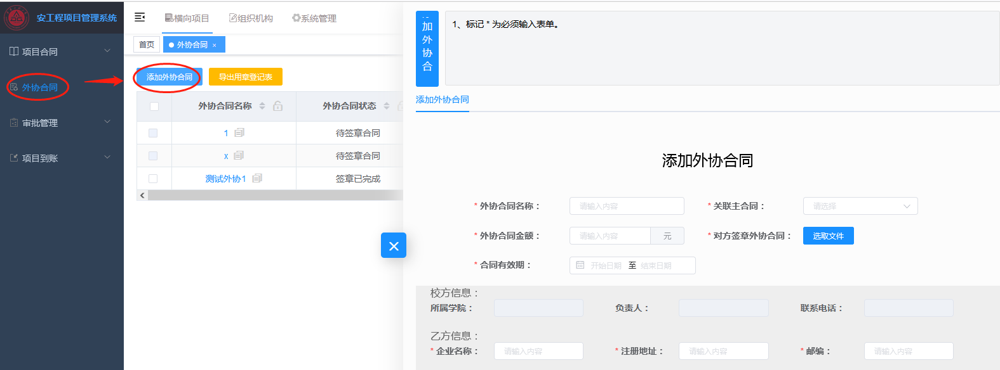 安工程项目管理系统
项目合同
外协合同
审批管理
项目到账
横向项目
组织机构
系统管理
首页
外协合同 ×
添加外协合同
导出用章登记表
外协合同名称
外协合同状态
1
待签章合同
x
待签章合同
测试外协1
签章已完成
加
外
协
合
1、标记 * 为必须输入表单。
添加外协合同
添加外协合同
* 外协合同名称：
请输入内容
* 关联主合同：
请选择
* 外协合同金额：
请输入内容
元
* 对方签章外协合同：
选取文件
* 合同有效期：
开始日期 至 结束日期
校方信息：
所属学院：
负责人：
联系电话：
乙方信息：
* 企业名称：
请输入内容
* 注册地址：
请输入内容
* 邮编：
请输入内容